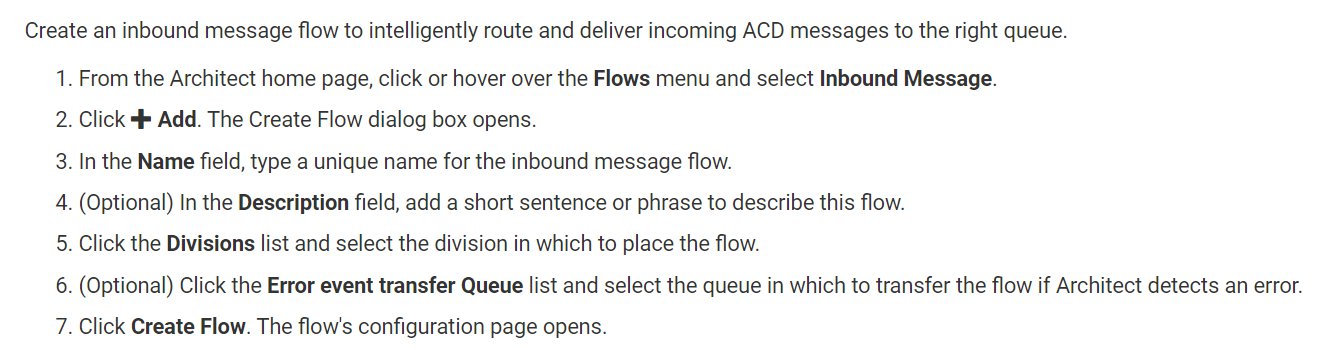 Create an inbound message flow to intelligently route and deliver incoming ACD messages to the right queue.
1. From the Architect home page, click or hover over the Flows menu and select Inbound Message.
2. Click + Add. The Create Flow dialog box opens.
3. In the Name field, type a unique name for the inbound message flow.
4. (Optional) In the Description field, add a short sentence or phrase to describe this flow.
5. Click the Divisions list and select the division in which to place the flow.
6. (Optional) Click the Error event transfer Queue list and select the queue in which to transfer the flow if Architect detects an error.
7. Click Create Flow. The flow's configuration page opens.